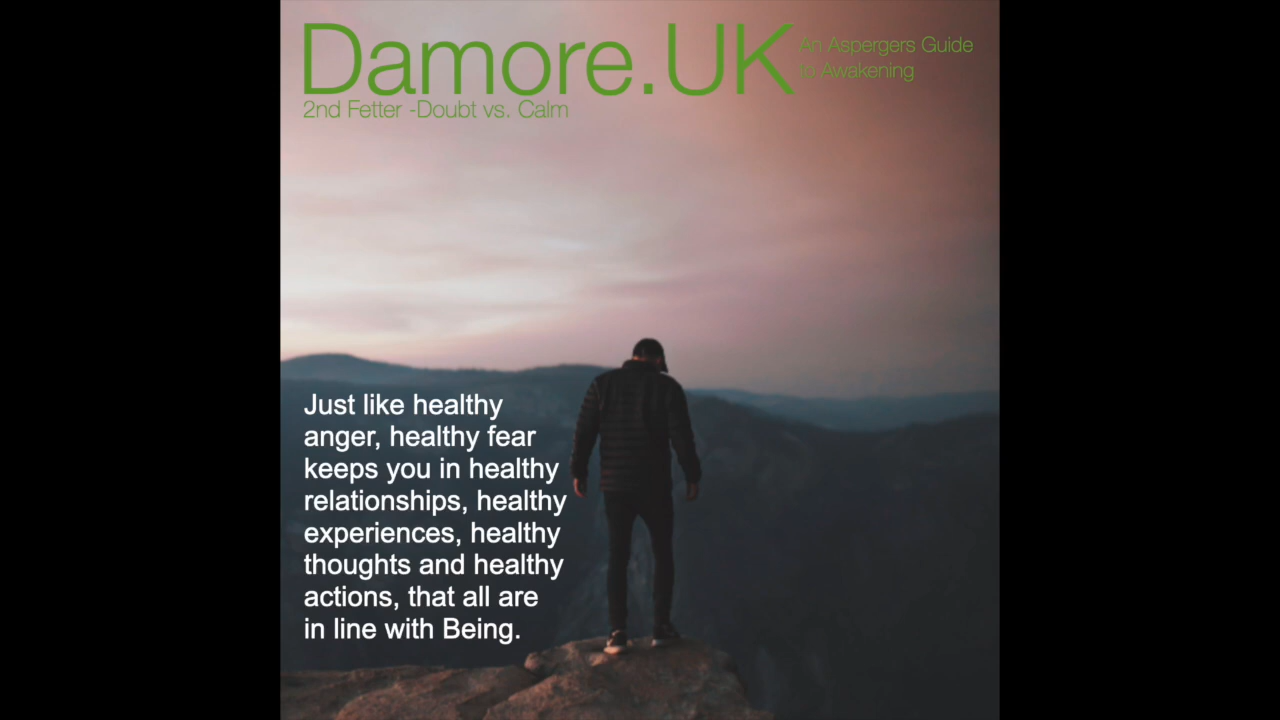 Damore.UK
An Aspergers Guide
to Awakening
2nd Fetter -Doubt vs. Calm
Just like healthy
anger, healthy fear
keeps you in healthy
relationships, healthy
experiences, healthy
thoughts and healthy
actions, that all are
in line with Being.